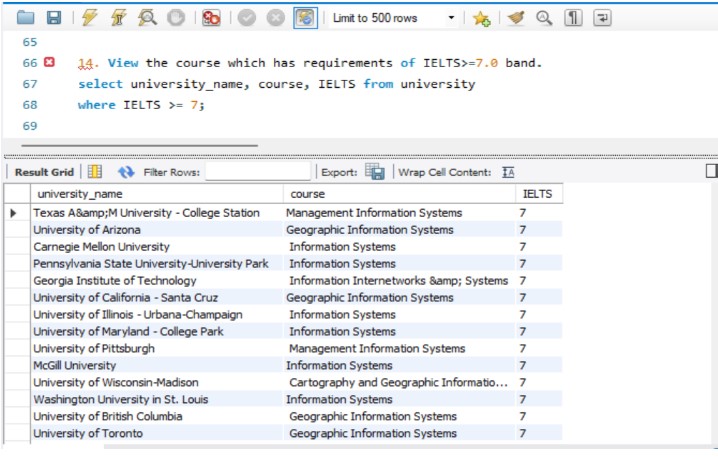 Limit to 500 rows
65
66 14. View the course which has requirements of IELTS>=7.0 band.
67 select university_name, course, IELTS from university
68 where IELTS >= 7;
69
Result Grid Filter Rows: Export: Wrap Cell Content: IA
university_name course IELTS
Texas A&amp;M University - College Station Management Information Systems 7
University of Arizona Geographic Information Systems 7
Carnegie Mellon University Information Systems 7
Pennsylvania State University-University Park Information Systems 7
Georgia Institute of Technology Information Internetworks &amp; Systems 7
University of California - Santa Cruz Geographic Information Systems 7
University of Illinois - Urbana-Champaign Information Systems 7
University of Maryland - College Park Information Systems 7
University of Pittsburgh Management Information Systems 7
McGill University Information Systems 7
University of Wisconsin-Madison Cartography and Geographic Informatio... 7
Washington University in St. Louis Information Systems 7
University of British Columbia Geographic Information Systems 7
University of Toronto Geographic Information Systems 7